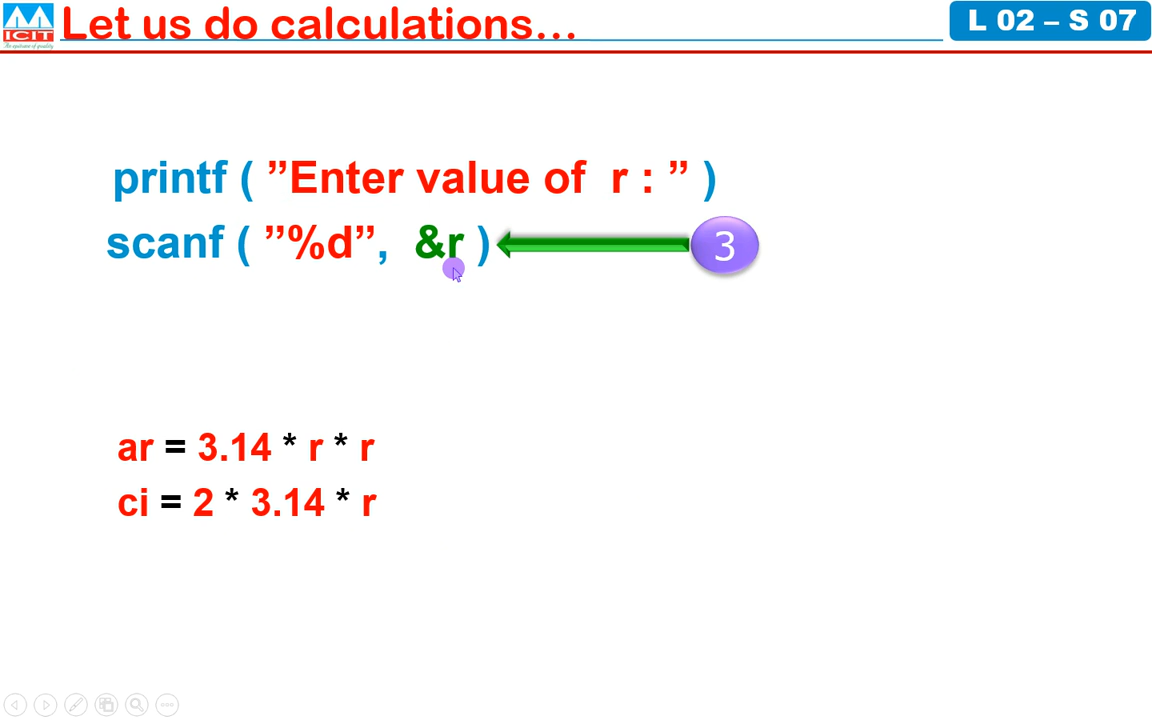 ICIT
Let us do calculations...
L 02 – S 07
printf ( ”Enter value of r : ” )
scanf ( ”%d”, &r )
3
ar = 3.14 * r * r
ci = 2 * 3.14 * r